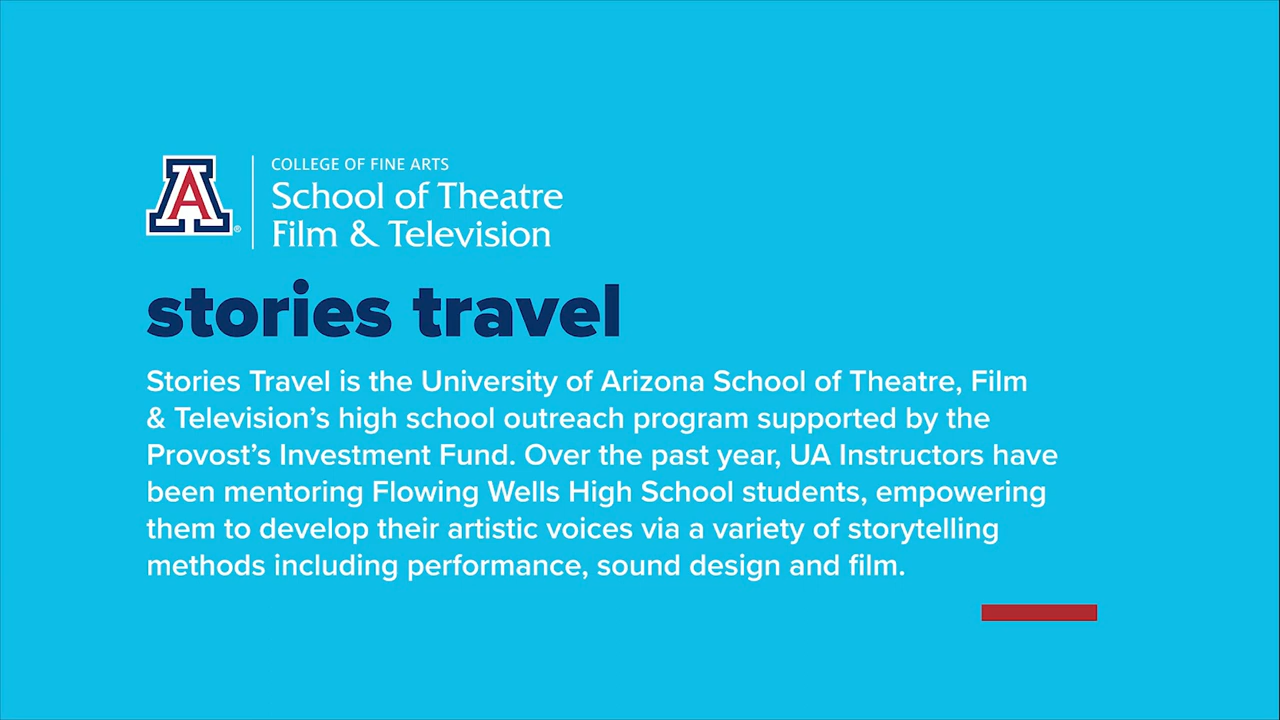 A®
COLLEGE OF FINE ARTS
School of Theatre
Film & Television
stories travel
Stories Travel is the University of Arizona School of Theatre, Film
& Television’s high school outreach program supported by the
Provost’s Investment Fund. Over the past year, UA Instructors have
been mentoring Flowing Wells High School students, empowering
them to develop their artistic voices via a variety of storytelling
methods including performance, sound design and film.